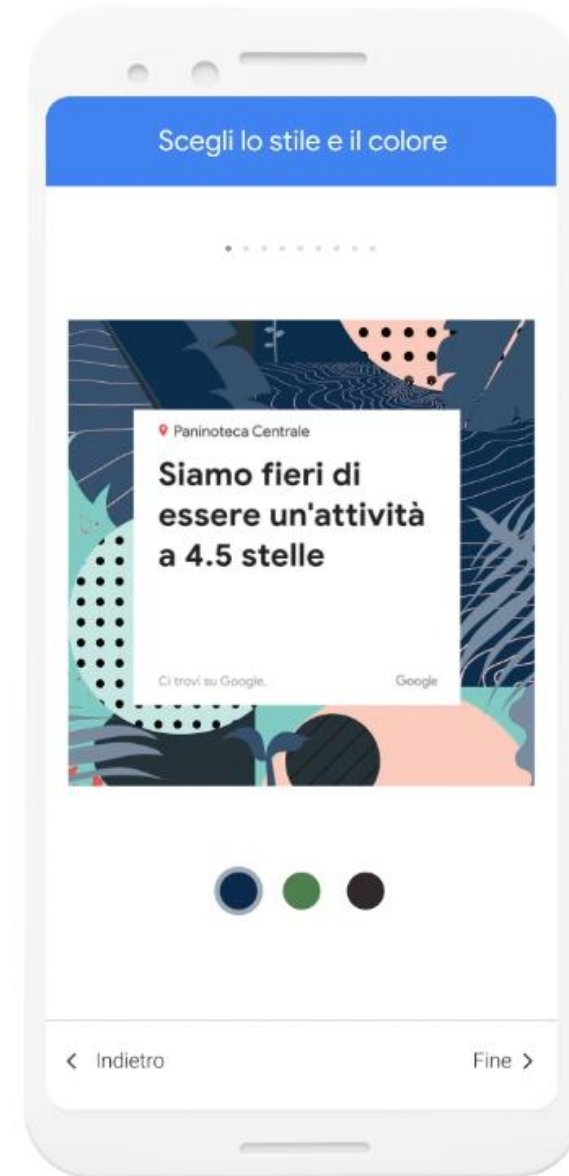 Scegli lo stile e il colore
Paninoteca Centrale
Siamo fieri di
essere un'attività
a 4.5 stelle
Ci trovi su Google.
Google
Indietro
Fine